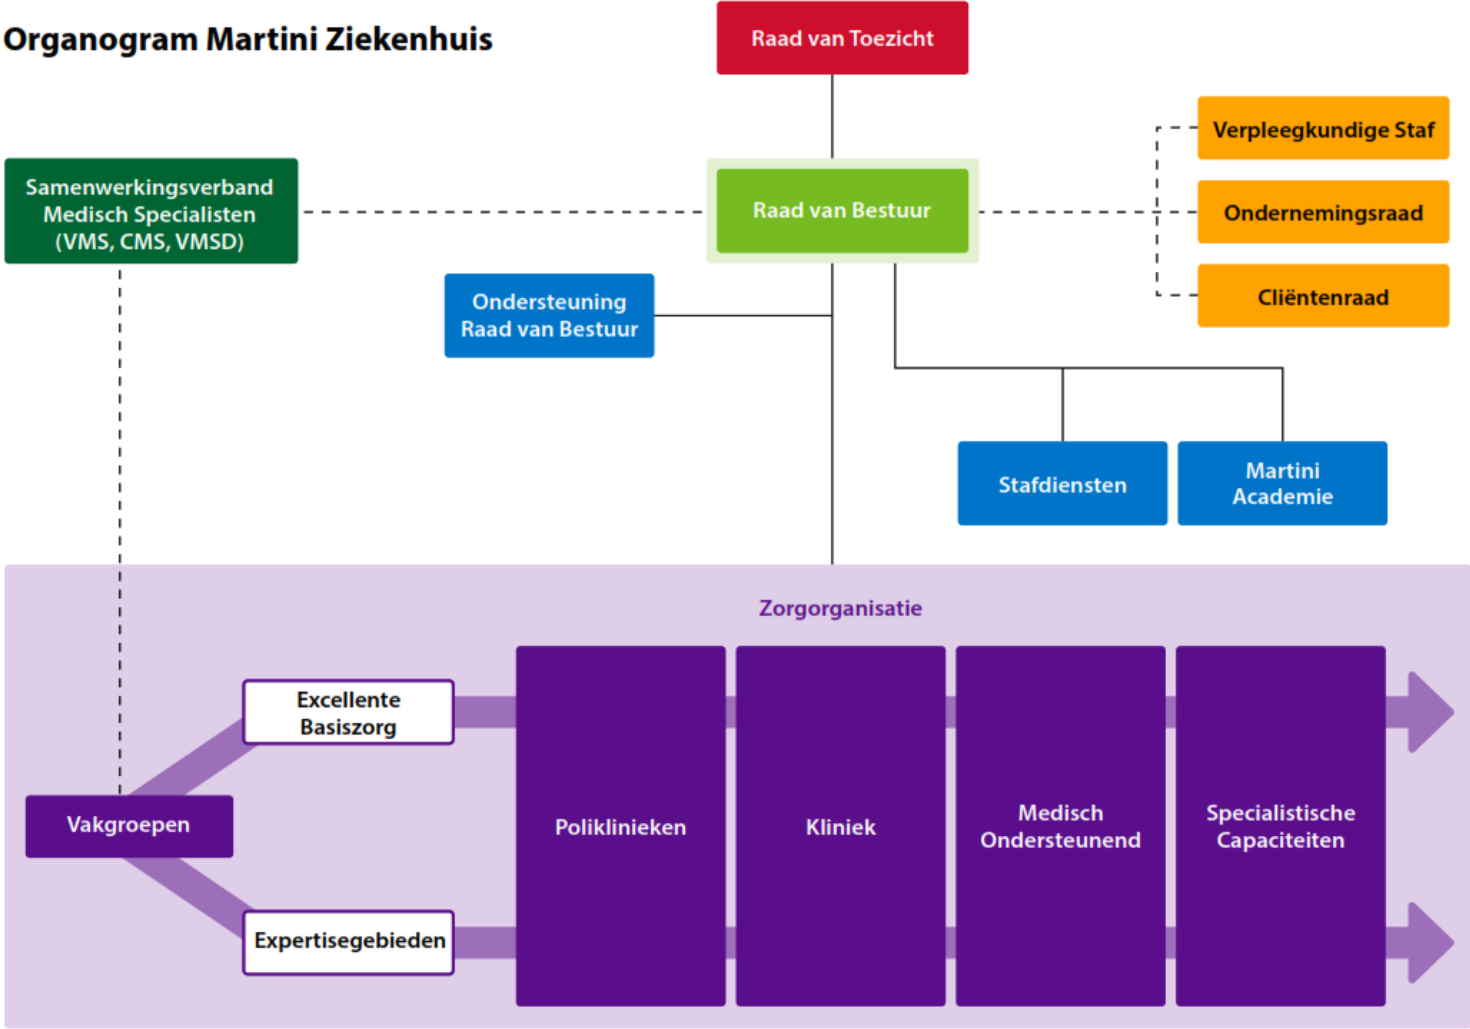 Organogram Martini Ziekenhuis
Raad van Toezicht
Verpleegkundige Staf
Samenwerkingsverband
Medisch Specialisten
(VMS, CMS, VMSD)
Raad van Bestuur
Ondernemingsraad
Cliëntenraad
Ondersteuning
Raad van Bestuur
Stafdiensten
Martini
Academie
Zorgorganisatie
Excellente
Basiszorg
Vakgroepen
Expertisegebieden
Poliklinieken
Kliniek
Medisch
Ondersteunend
Specialistische
Capaciteiten